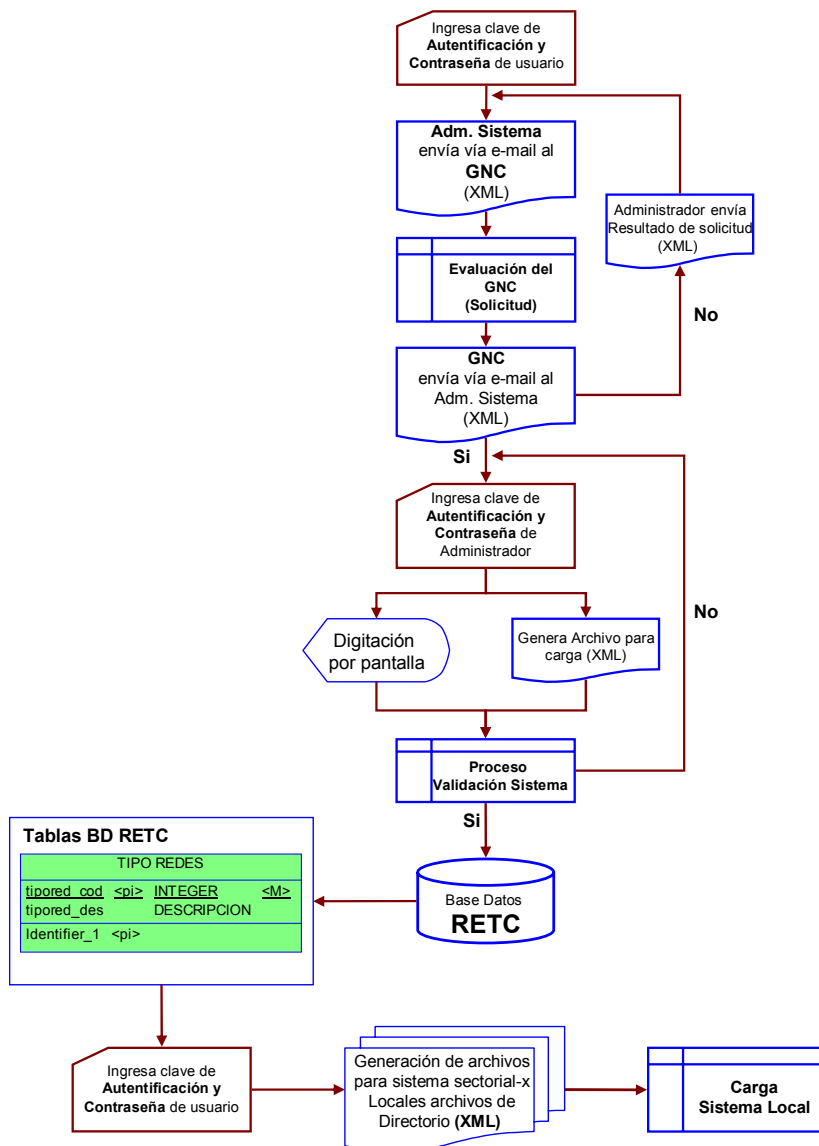 Ingresa clave de
Autentificación y
Contraseña de usuario
Adm. Sistema
envía vía e-mail al
GNC
(XML)
Administrador envía
Resultado de solicitud
(XML)
Evaluación del
GNC
(Solicitud)
No
GNC
envía vía e-mail al
Adm. Sistema
(XML)
Si
Ingresa clave de
Autentificación y
Contraseña de
Administrador
No
Digitación
por pantalla
Genera Archivo para
carga (XML)
Proceso
Validación Sistema
Si
Tablas BD RETC
TIPO REDES
tipored_cod <pi> INTEGER <M>
tipored_des DESCRIPCION
Identifier_1 <pi>
Base Datos
RETC
Ingresa clave de
Autentificación y
Contraseña de usuario
Generación de archivos
para sistema sectorial-x
Locales archivos de
Directorio (XML)
Carga
Sistema Local